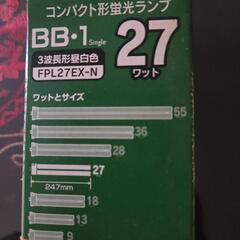 コンパクト形蛍光ランプ
BB・1 Single
27
ワット
3波長形昼白色
FPL27EX-N
ワットとサイズ
55
36
28
27
247mm
18
13
9